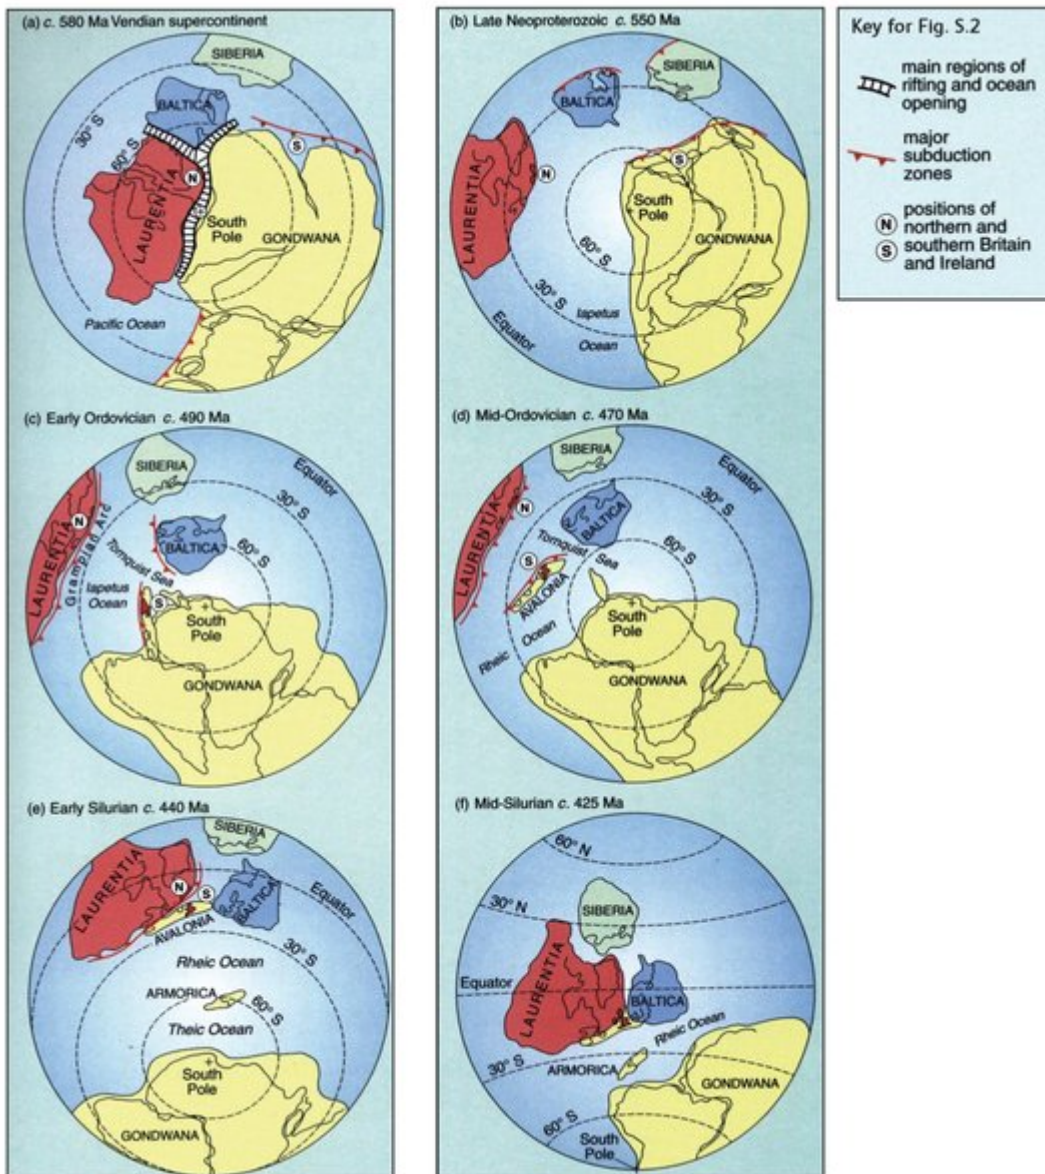 (a) c. 580 Ma Vendian supercontinent
SIBERIA
BALTICA
30° S
60° S
N
S
LAURENTIA
South
Pole
GONDWANA
Pacific Ocean
(b) Late Neoproterozoic c. 550 Ma
SIBERIA
BALTICA
LAURENTIA
N
S
South
Pole
GONDWANA
60° S
30° S
Iapetus
Ocean
Equator
Key for Fig. S.2
main regions of
rifting and ocean
opening
major
subduction
zones
N
S
positions of
northern and
southern Britain
and Ireland
(c) Early Ordovician c. 490 Ma
SIBERIA
Equator
30° S
LAURENTIA
N
Grampian Arc
BALTICA
60° S
Tornquist Sea
Iapetus
Ocean
S
South
Pole
GONDWANA
(d) Mid-Ordovician c. 470 Ma
SIBERIA
Equator
30° S
LAURENTIA
N
BALTICA
60° S
Tornquist Sea
S
AVALONIA
South
Pole
Rheic Ocean
GONDWANA
(e) Early Silurian c. 440 Ma
SIBERIA
LAURENTIA
N
S
BALTICA
Equator
AVALONIA
30° S
Rheic Ocean
ARMORICA
60° S
Theic Ocean
South
Pole
GONDWANA
(f) Mid-Silurian c. 425 Ma
60° N
30° N
SIBERIA
Equator
LAURENTIA
BALTICA
Rheic Ocean
30° S
ARMORICA
GONDWANA
60° S
South
Pole